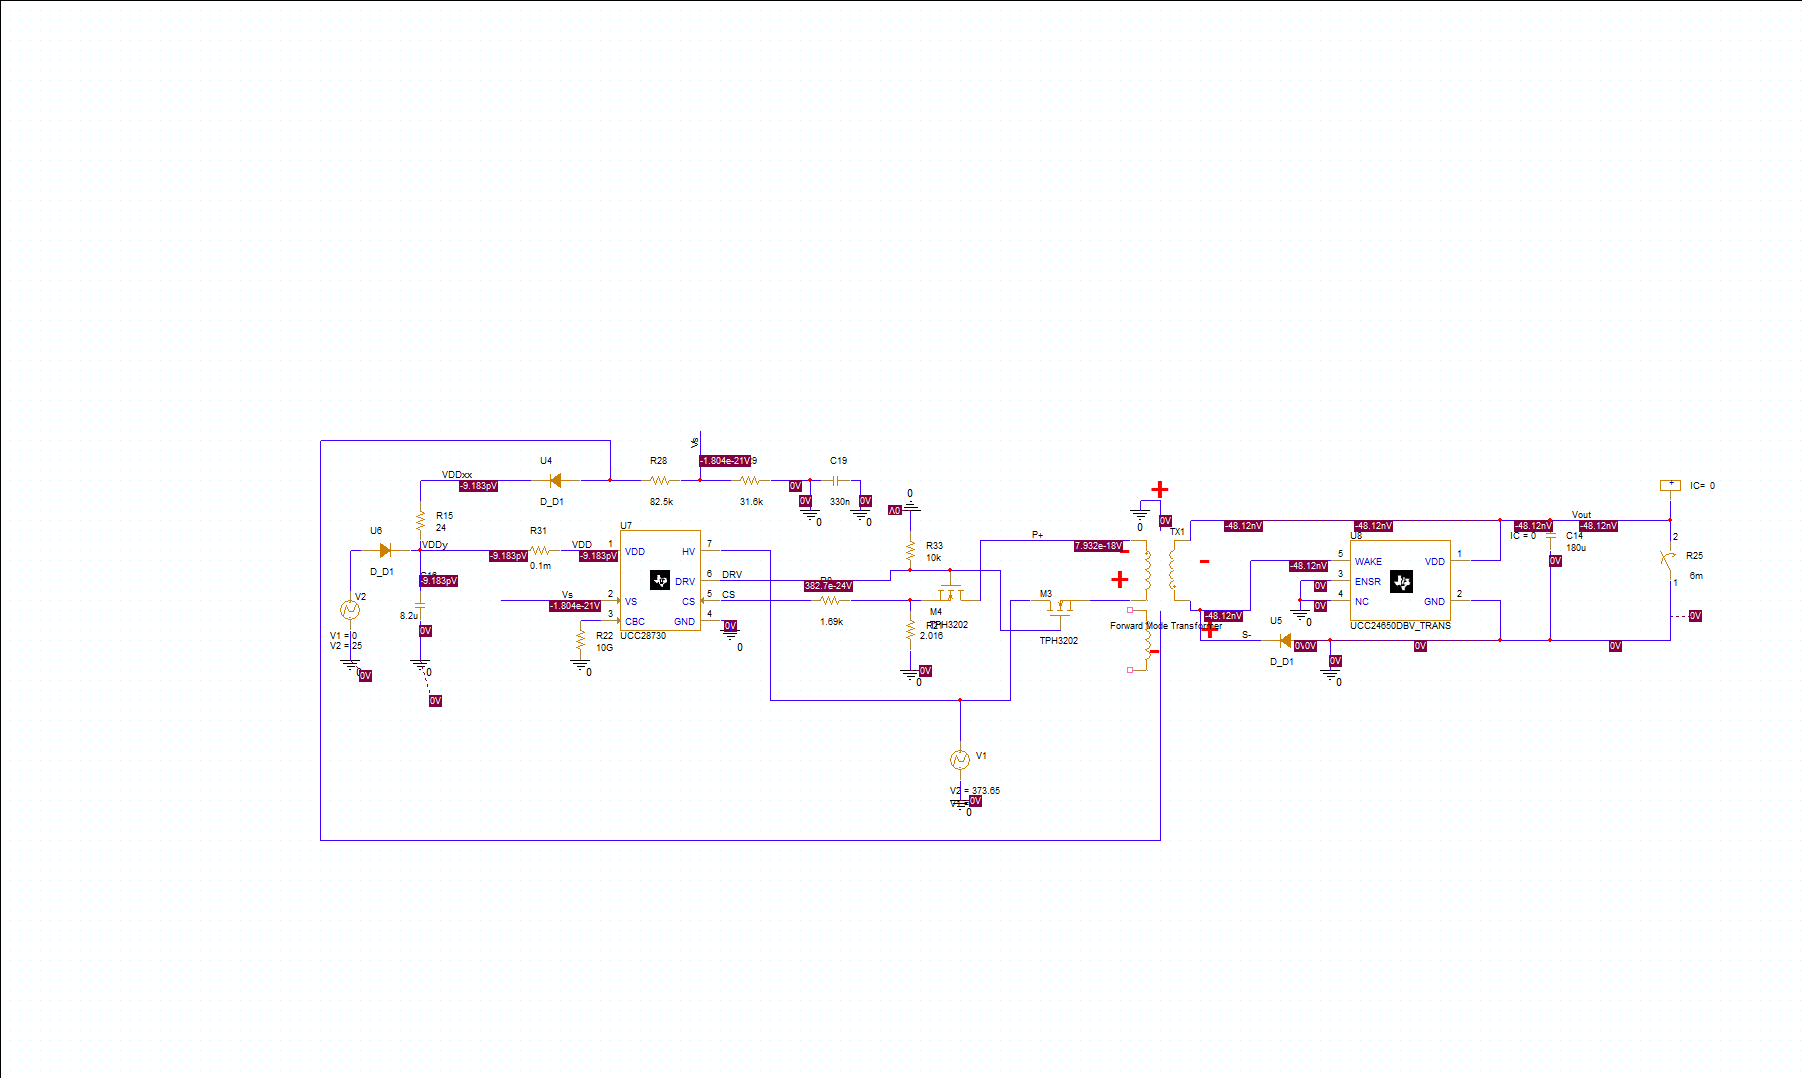 Vs
U4
R28
-1.804e-21V
9
C19
VDDxx
-9.183pV
0V
IC= 0
D_D1
82.5k
31.6k
0V
330n
0V
0
0
0
0V
R15
24
U6
R31
U7
0
0V
TX1
-48.12nV
-48.12nV
-48.12nV
-48.12nV
Vout
VDDy
VDD
-9.183pV
-9.183pV
1
VDD
HV
7
R33
10k
P+
7.932e-18V
U8
IC = 0
C14
180u
2
R25
6m
1
D_D1
0.1m
-9.183pV
DRV
6
DRV
382.7e-24V
-48.12nV
5
WAKE
VDD
1
0V
3
ENSR
0V
V2
Vs
-1.804e-21V
2
VS
CS
5
CS
M3
0V
4
NC
GND
2
8.2u
0V
3
CBC
GND
4
0V
1.69k
M4
TPH3202
2.016
-48.12nV
0
0V
V1 = 0
V2 = 25
R22
10G
UCC28730
0
TPH3202
Forward Mode Transformer
S-
U5
UCC24650DBV_TRANS
D_D1
0V
0V
0V
0V
0V
0
0V
0
0
0V
0
0
0V
V1
V2 = 373.65
0V
0